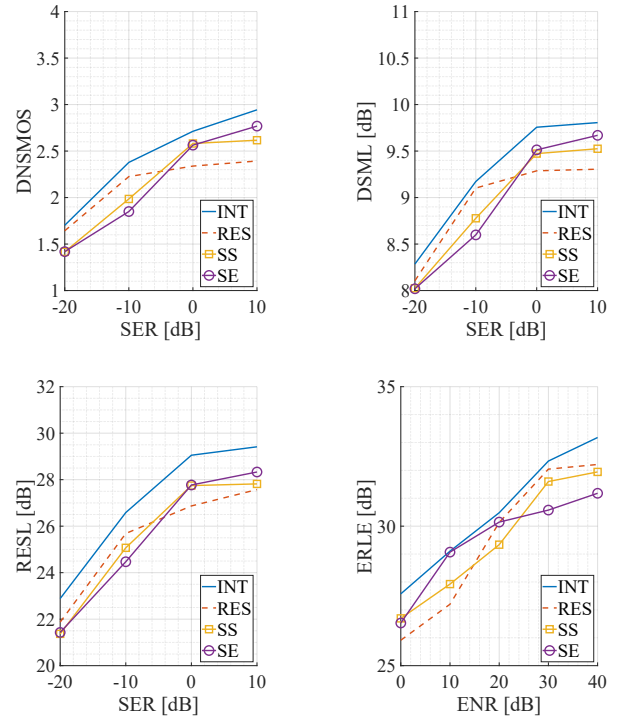 4
3.5
3
2.5
2
1.5
1
DNSMOS
-20
-10
0
10
SER [dB]
INT
RES
SS
SE
11
10.5
10
9.5
9
8.5
8
DSML [dB]
-20
-10
0
10
SER [dB]
INT
RES
SS
SE
32
30
28
26
24
22
20
RESL [dB]
-20
-10
0
10
SER [dB]
INT
RES
SS
SE
35
30
25
ERLE [dB]
0
10
20
30
40
ENR [dB]
INT
RES
SS
SE